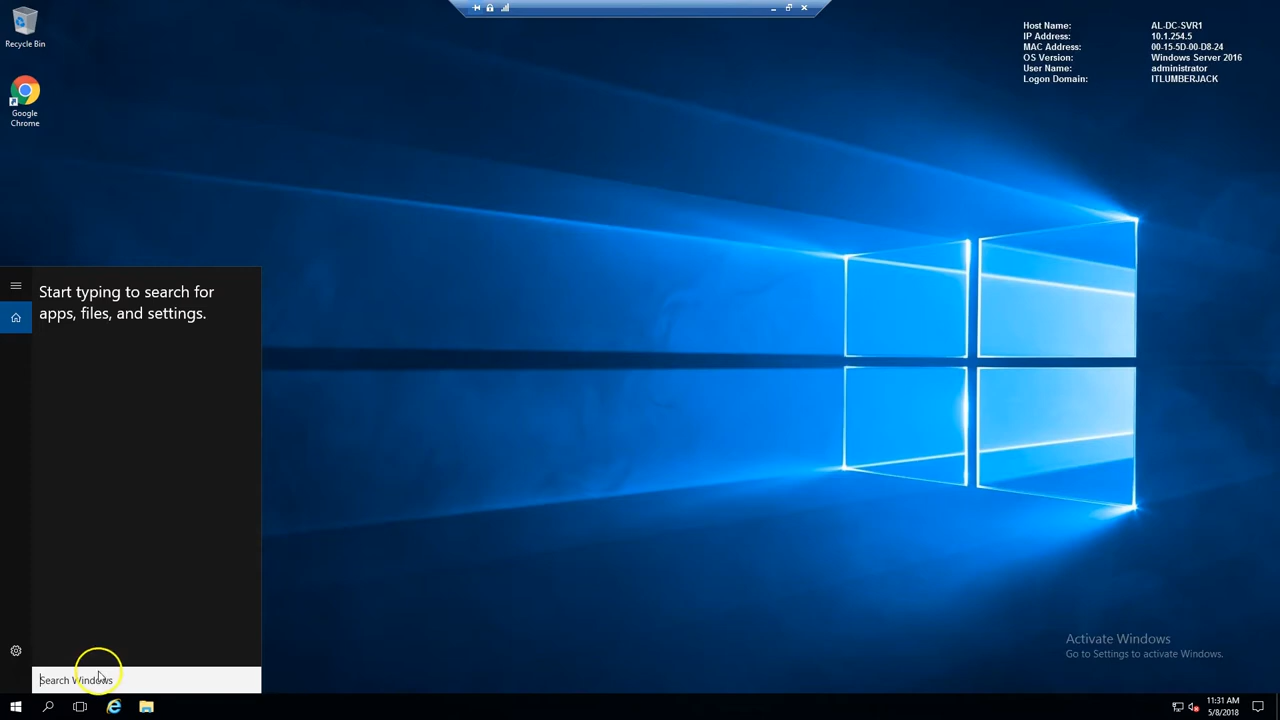 Recycle Bin
Google
Chrome
Host Name: AL-DC-SVR1
IP Address: 10.1.254.5
MAC Address: 00-15-5D-00-D8-24
OS Version: Windows Server 2016
User Name: administrator
Logon Domain: ITLUMBERJACK
Start typing to search for
apps, files, and settings.
Activate Windows
Go to Settings to activate Windows.
Search Windows
11:31 AM
5/8/2018